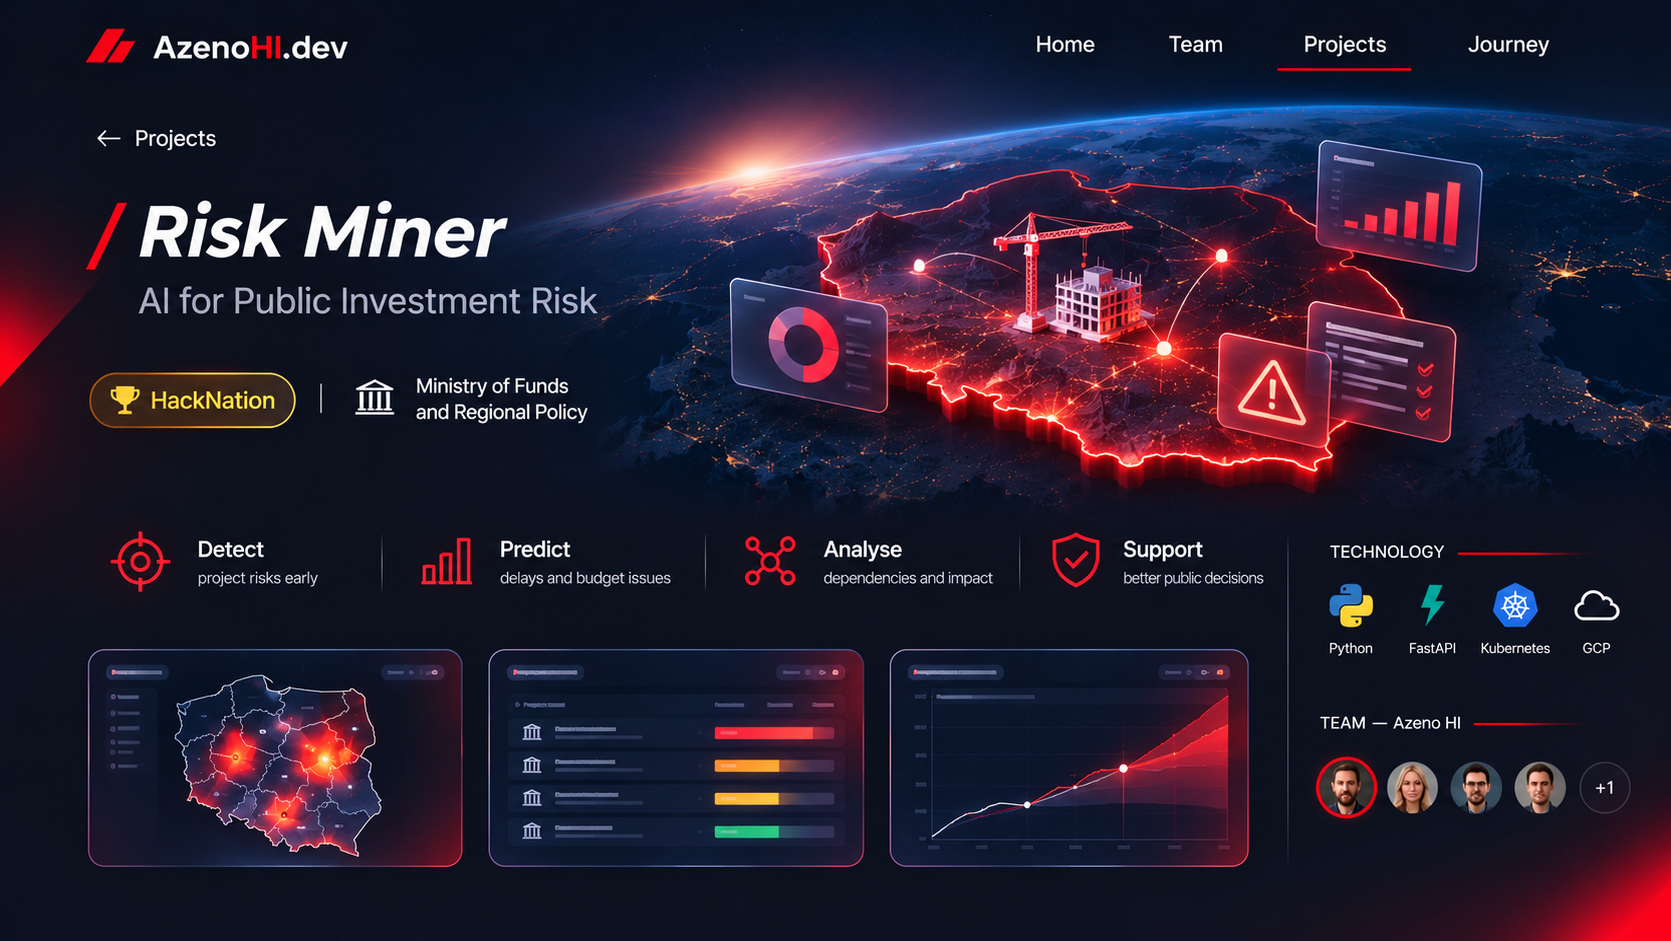 AzenoHI.dev
Home
Team
Projects
Journey
← Projects
Risk Miner
AI for Public Investment Risk
HackNation
Ministry of Funds
and Regional Policy
Detect
project risks early
Predict
delays and budget issues
Analyse
dependencies and impact
Support
better public decisions
TECHNOLOGY
Python
FastAPI
Kubernetes
GCP
TEAM — Azeno HI
+1